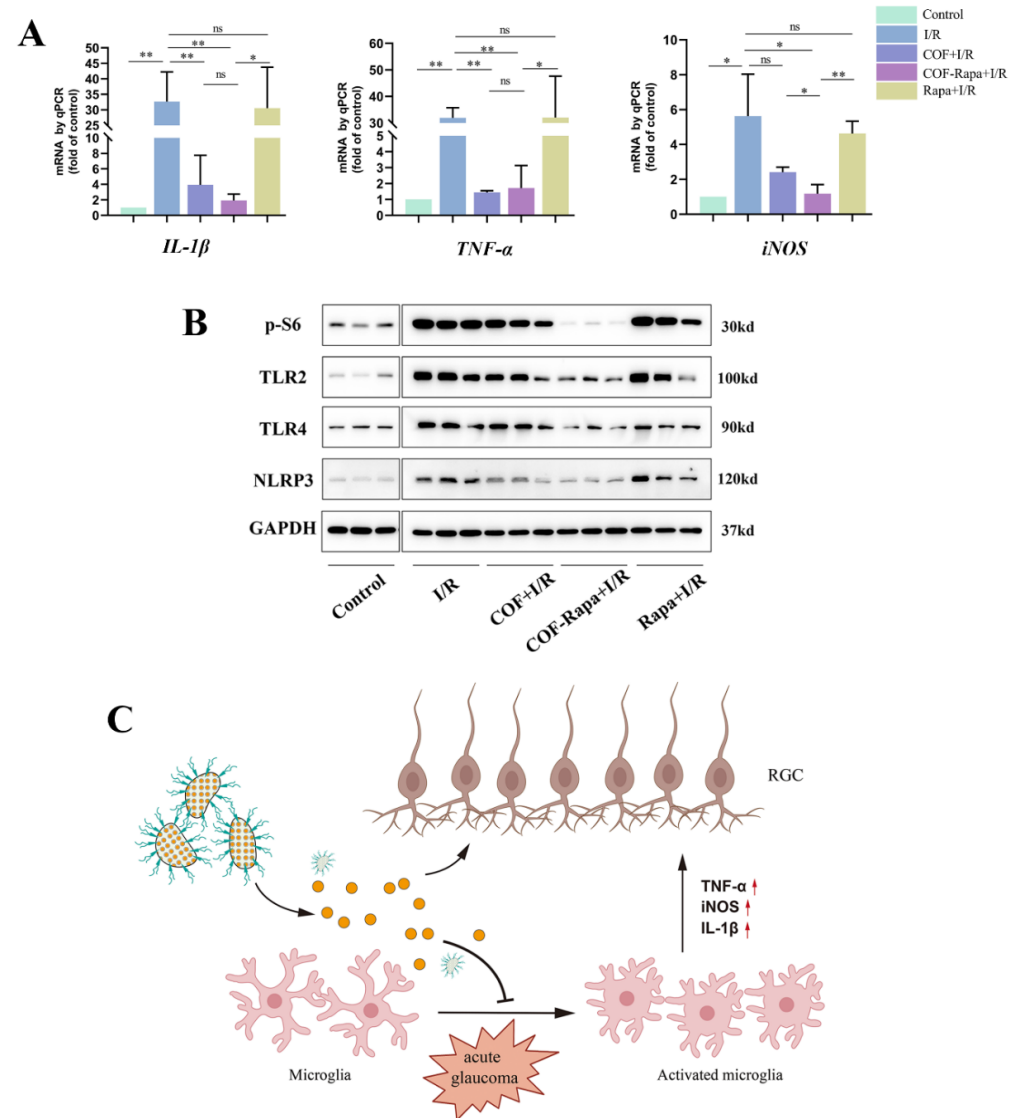 A
Control
I/R
COF+I/R
COF-Rapa+I/R
Rapa+I/R
mRNA by qPCR
(fold of control)
50
45
40
35
30
25
10
8
6
4
2
0
ns
**
**
**
ns
*
IL-1β
mRNA by qPCR
(fold of control)
60
50
40
30
5
4
3
2
1
0
ns
**
**
**
ns
*
TNF-α
mRNA by qPCR
(fold of control)
10
8
6
4
2
0
ns
*
*
ns
**
*
iNOS
B
p-S6
30kd
TLR2
100kd
TLR4
90kd
NLRP3
120kd
GAPDH
37kd
Control
I/R
COF+I/R
COF-Rapa+I/R
Rapa+I/R
C
RGC
TNF-α
iNOS
IL-1β
acute
glaucoma
Microglia
Activated microglia